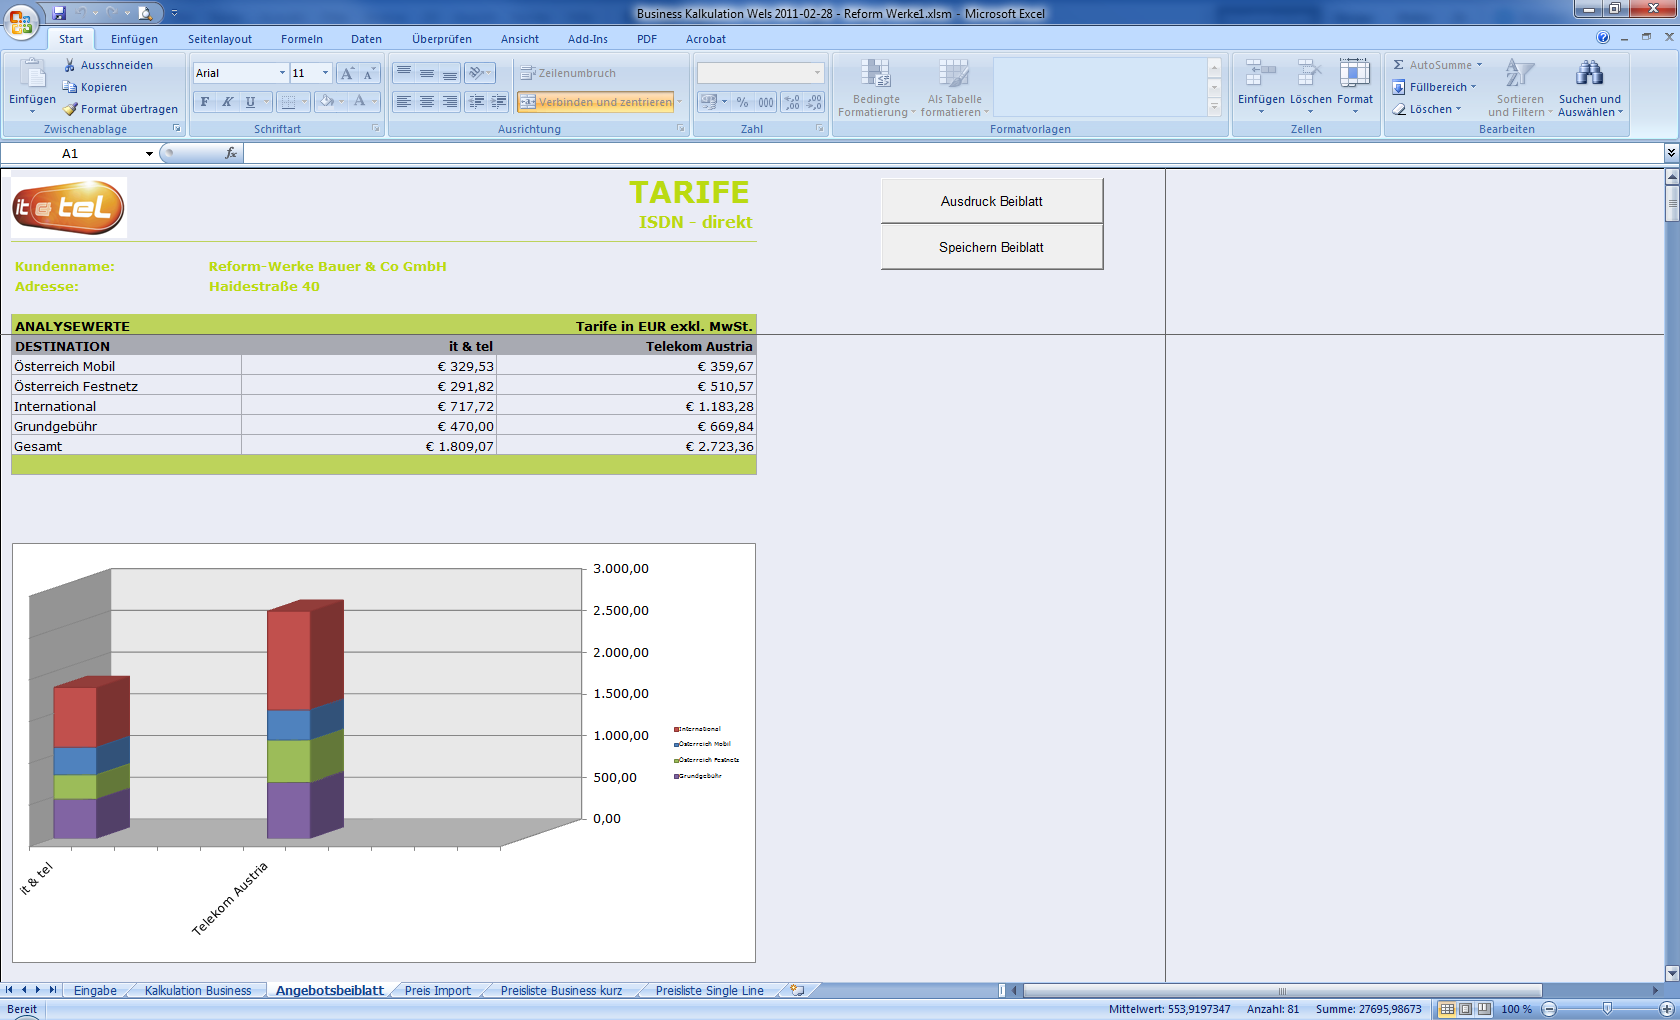 Business Kalkulation Wels 2011-02-28 - Reform Werke1.xlsm - Microsoft Excel
Start Einfügen Seitenlayout Formeln Daten Überprüfen Ansicht Add-Ins PDF Acrobat
Einfügen
Ausschneiden
Kopieren
Format übertragen
Zwischenablage
Arial 11
F K U
Schriftart
Zeilenumbruch
Verbinden und zentrieren
Ausrichtung
% 000
Zahl
Bedingte Formatierung
Als Tabelle formatieren
Formatvorlagen
Einfügen Löschen Format
Zellen
AutoSumme
Füllbereich
Löschen
Sortieren und Filtern
Suchen und Auswählen
Bearbeiten
A1 fx
it & tel
TARIFE
ISDN - direkt
Ausdruck Beiblatt
Speichern Beiblatt
Kundenname: Reform-Werke Bauer & Co GmbH
Adresse: Haidestraße 40
ANALYSEWERTE Tarife in EUR exkl. MwSt.
DESTINATION it & tel Telekom Austria
Österreich Mobil € 329,53 € 359,67
Österreich Festnetz € 291,82 € 510,57
International € 717,72 € 1.183,28
Grundgebühr € 470,00 € 669,84
Gesamt € 1.809,07 € 2.723,36
3.000,00
2.500,00
2.000,00
1.500,00
1.000,00
500,00
0,00
International
Österreich Mobil
Österreich Festnetz
Grundgebühr
it & tel
Telekom Austria
Eingabe Kalkulation Business Angebotsbeiblatt Preis Import Preisliste Business kurz Preisliste Single Line
Bereit Mittelwert: 553,9197347 Anzahl: 81 Summe: 27695,98673 100 %